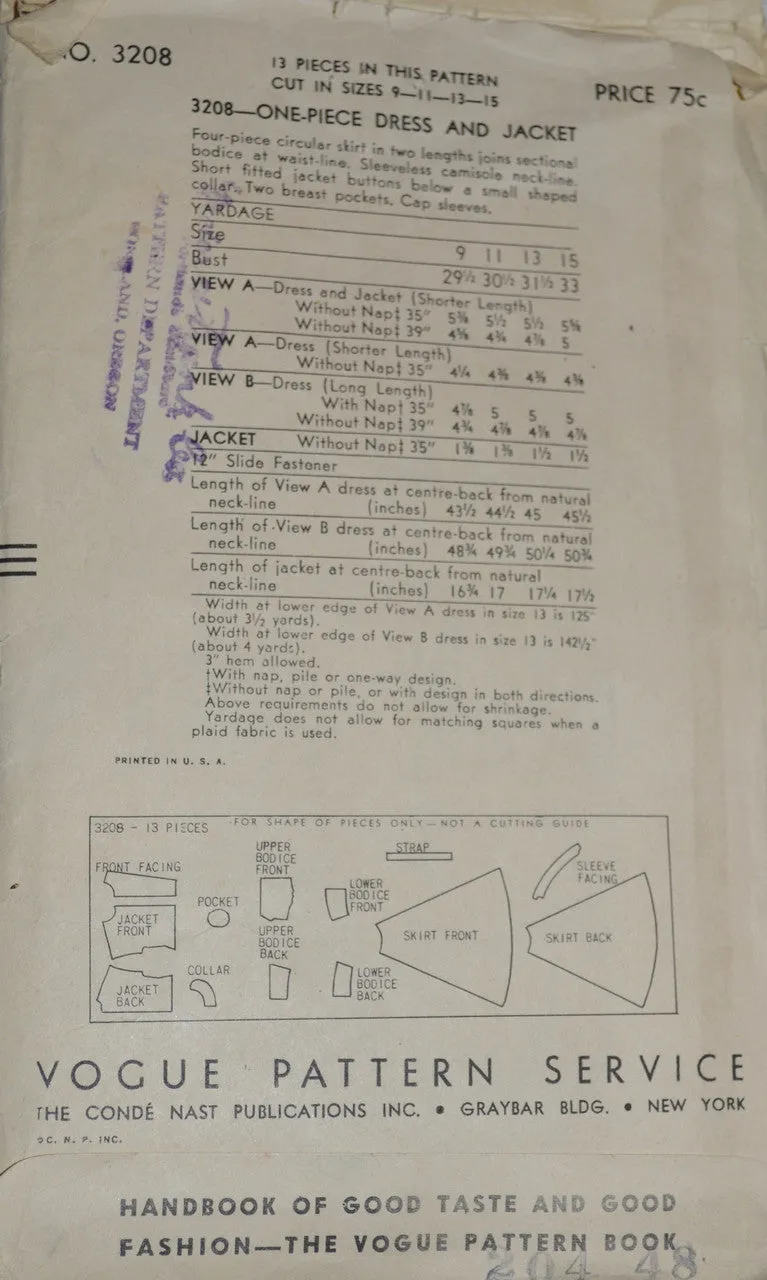 NO. 3208
13 PIECES IN THIS PATTERN
CUT IN SIZES 9—11—13—15
PRICE 75c
3208—ONE-PIECE DRESS AND JACKET
Four-piece circular skirt in two lengths joins sectional
bodice at waist-line. Sleeveless camisole neck-line.
Short fitted jacket buttons below a small shaped
collar. Two breast pockets. Cap sleeves.
YARDAGE
Size 9 11 13 15
Bust 29½ 30½ 31½ 33
VIEW A—Dress and Jacket (Shorter Length)
Without Nap‡ 35" 5⅜ 5½ 5½ 5⅝
Without Nap‡ 39" 4⅝ 4¾ 4⅞ 5
VIEW A—Dress (Shorter Length)
Without Nap‡ 35" 4¼ 4⅜ 4⅜ 4⅜
VIEW B—Dress (Long Length)
With Nap† 35" 4⅞ 5 5 5
Without Nap‡ 39" 4¾ 4⅞ 4⅞ 4⅞
JACKET Without Nap‡ 35" 1⅜ 1⅜ 1½ 1½
12" Slide Fastener
Length of View A dress at centre-back from natural
neck-line (inches) 43½ 44½ 45 45½
Length of View B dress at centre-back from natural
neck-line (inches) 48¾ 49¾ 50¼ 50¾
Length of jacket at centre-back from natural
neck-line (inches) 16¾ 17 17¼ 17½
Width at lower edge of View A dress in size 13 is 125"
(about 3½ yards).
Width at lower edge of View B dress in size 13 is 142½"
(about 4 yards).
3" hem allowed.
†With nap, pile or one-way design.
‡Without nap or pile, or with design in both directions.
Above requirements do not allow for shrinkage.
Yardage does not allow for matching squares when a
plaid fabric is used.
PATTERN DEPARTMENT
OREGON
PRINTED IN U. S. A.
3208 - 13 PIECES
FOR SHAPE OF PIECES ONLY—NOT A CUTTING GUIDE
FRONT FACING
JACKET
FRONT
JACKET
BACK
POCKET
COLLAR
UPPER
BODICE
FRONT
UPPER
BODICE
BACK
STRAP
LOWER
BODICE
FRONT
LOWER
BODICE
BACK
SKIRT FRONT
SLEEVE
FACING
SKIRT BACK
VOGUE PATTERN SERVICE
THE CONDÉ NAST PUBLICATIONS INC. • GRAYBAR BLDG. • NEW YORK
©C. N. P. INC.
HANDBOOK OF GOOD TASTE AND GOOD
FASHION—THE VOGUE PATTERN BOOK
204 48